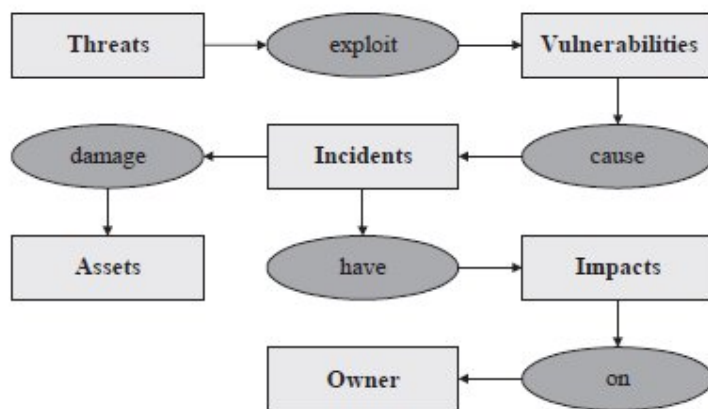 Threats
exploit
Vulnerabilities
damage
Incidents
cause
Assets
have
Impacts
Owner
on